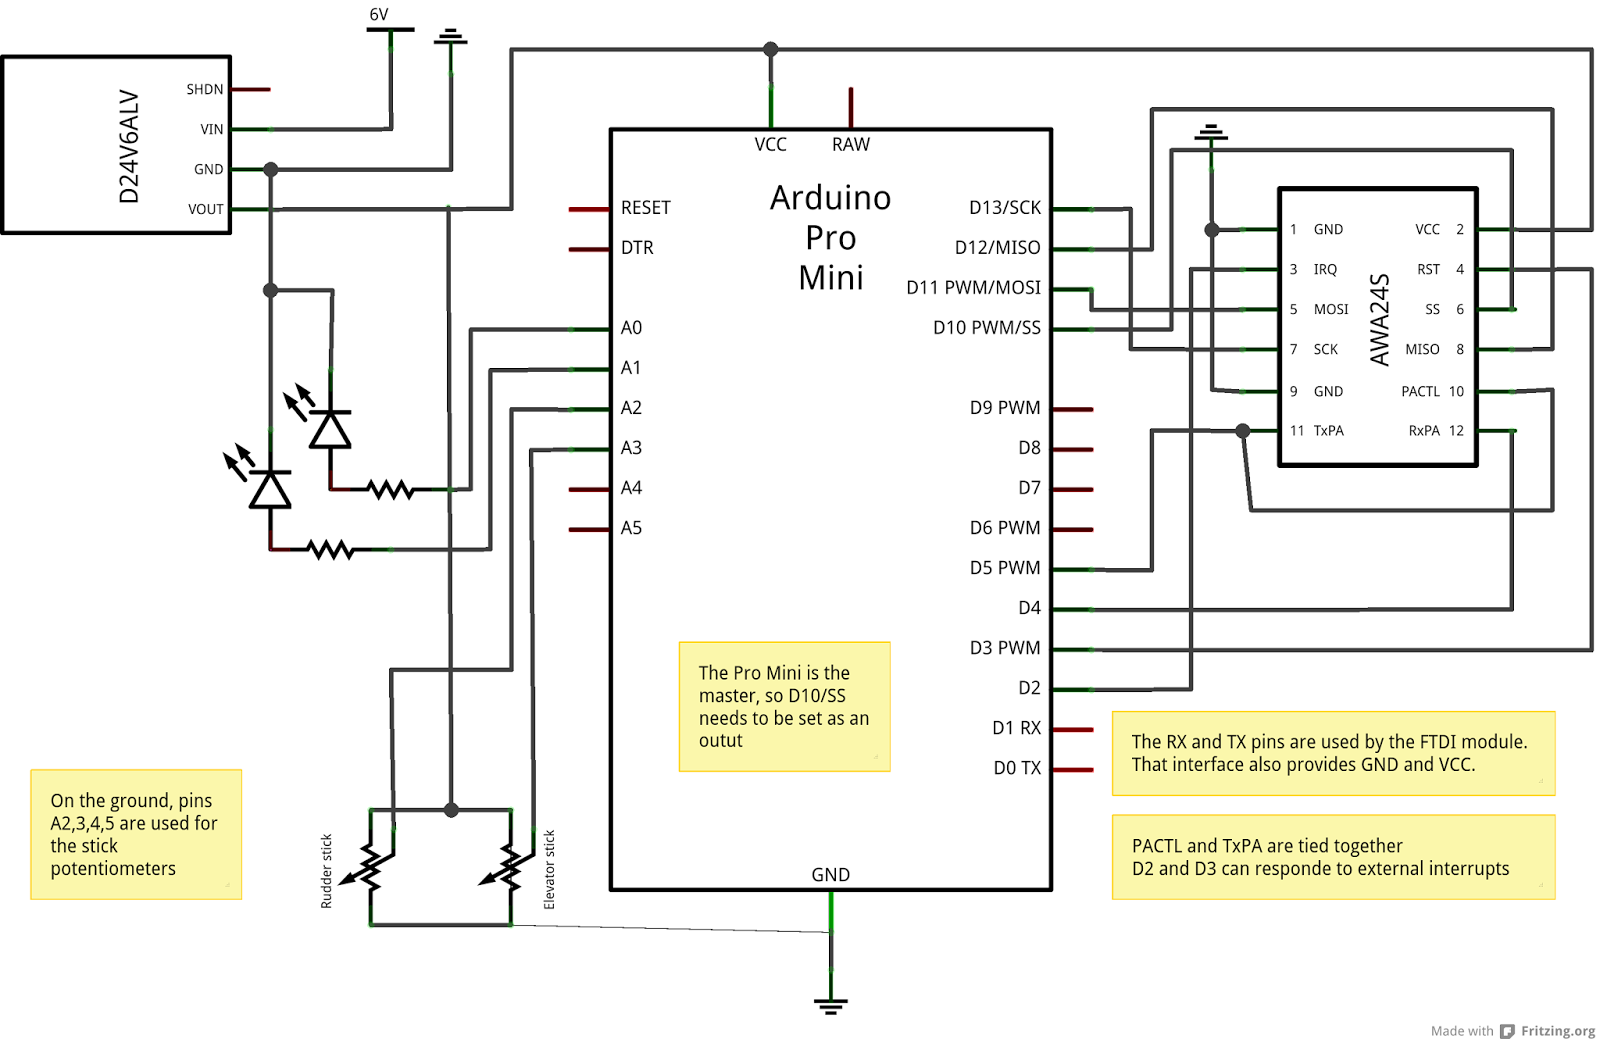 6V
D24V6ALV
SHDN
VIN
GND
VOUT
VCC
RAW
Arduino
Pro
Mini
RESET
DTR
A0
A1
A2
A3
A4
A5
D13/SCK
D12/MISO
D11 PWM/MOSI
D10 PWM/SS
D9 PWM
D8
D7
D6 PWM
D5 PWM
D4
D3 PWM
D2
D1 RX
D0 TX
GND
AWA24S
1 GND
3 IRQ
5 MOSI
7 SCK
9 GND
11 TxPA
VCC 2
RST 4
SS 6
MISO 8
PACTL 10
RxPA 12
The Pro Mini is the
master, so D10/SS
needs to be set as an
outut
The RX and TX pins are used by the FTDI module.
That interface also provides GND and VCC.
PACTL and TxPA are tied together
D2 and D3 can responde to external interrupts
On the ground, pins
A2,3,4,5 are used for
the stick
potentiometers
Rudder stick
Elevator stick
Made with Fritzing.org